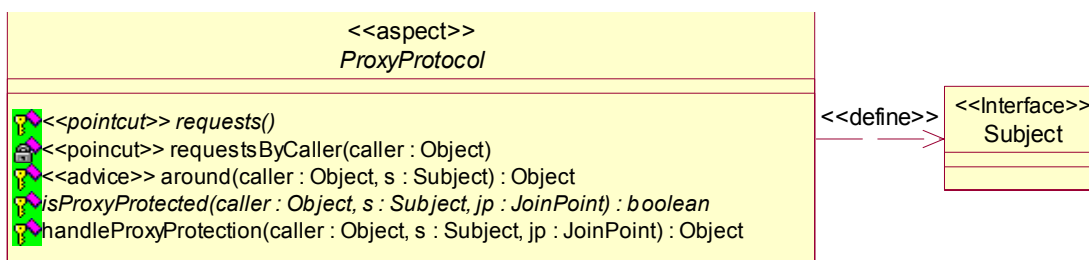 <<aspect>>
ProxyProtocol
<<pointcut>> requests()
<<poincut>> requestsByCaller(caller : Object)
<<advice>> around(caller : Object, s : Subject) : Object
isProxyProtected(caller : Object, s : Subject, jp : JoinPoint) : boolean
handleProxyProtection(caller : Object, s : Subject, jp : JoinPoint) : Object
<<define>>
<<Interface>>
Subject